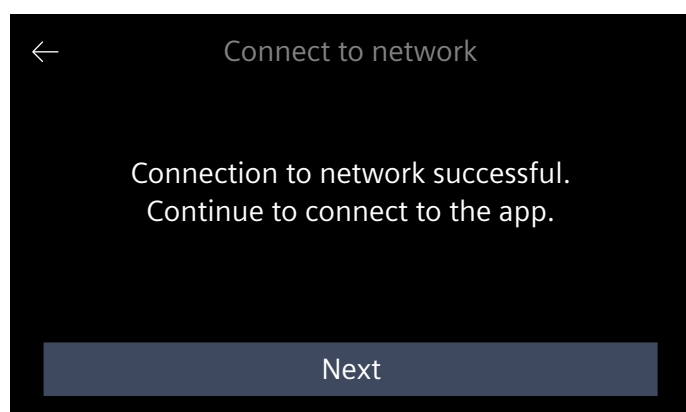 Connect to network
Connection to network successful.
Continue to connect to the app.
Next